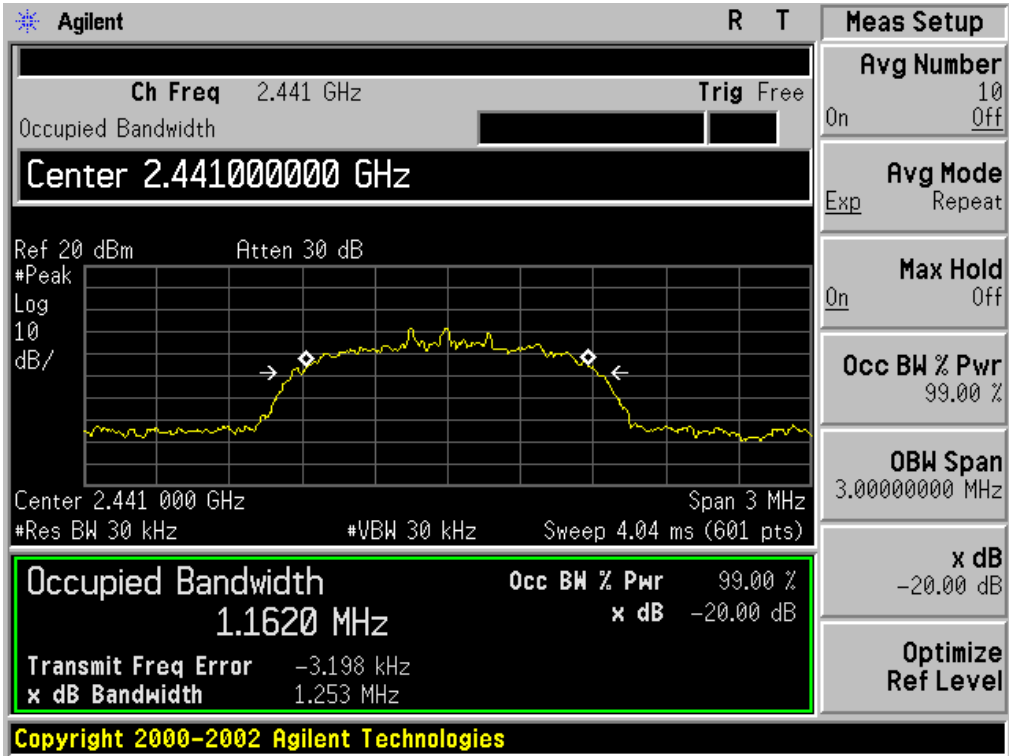 Agilent R T
Ch Freq 2.441 GHz Trig Free
Occupied Bandwidth
Center 2.441000000 GHz
Ref 20 dBm Atten 30 dB
#Peak
Log
10
dB/
Center 2.441 000 GHz Span 3 MHz
#Res BW 30 kHz #VBW 30 kHz Sweep 4.04 ms (601 pts)
Occupied Bandwidth Occ BW % Pwr 99.00 %
1.1620 MHz x dB -20.00 dB
Transmit Freq Error -3.198 kHz
x dB Bandwidth 1.253 MHz
Copyright 2000-2002 Agilent Technologies
Meas Setup
Avg Number
10
On Off
Avg Mode
Exp Repeat
Max Hold
On Off
Occ BW % Pwr
99.00 %
OBW Span
3.00000000 MHz
x dB
-20.00 dB
Optimize
Ref Level